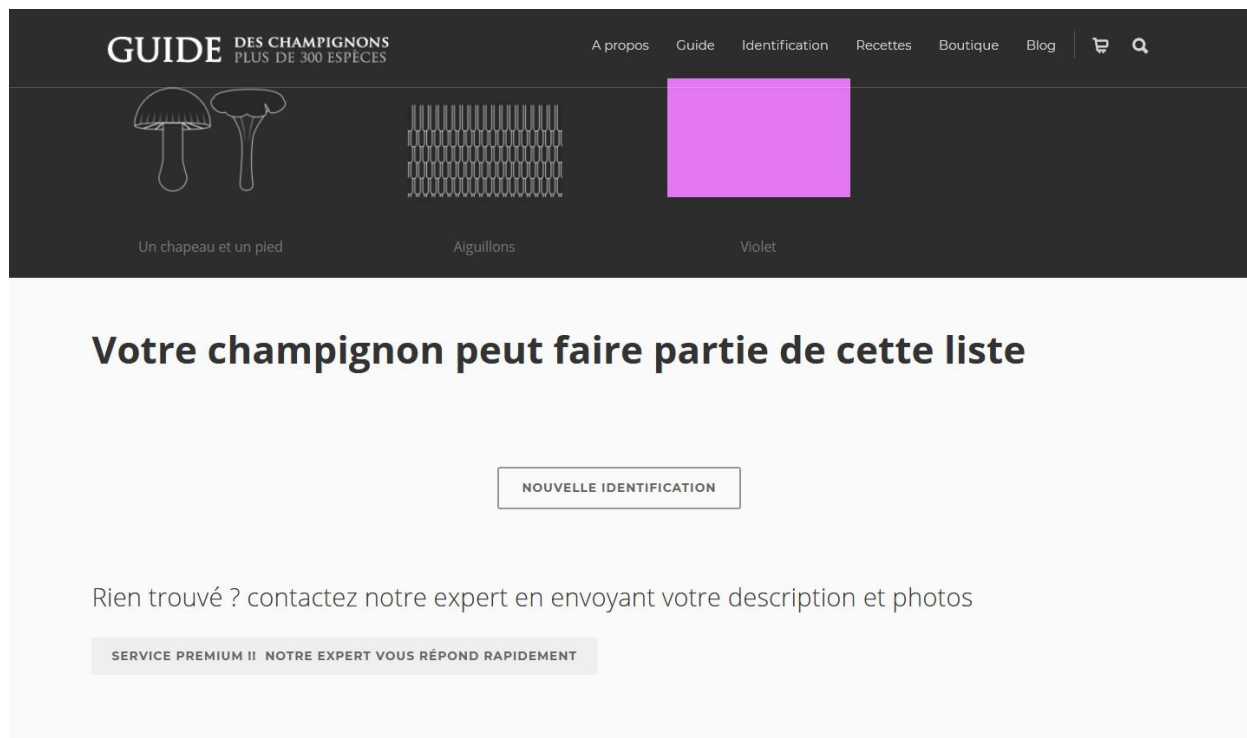 GUIDE DES CHAMPIGNONS
PLUS DE 300 ESPÈCES
A propos Guide Identification Recettes Boutique Blog
Un chapeau et un pied Aiguillons Violet
Votre champignon peut faire partie de cette liste
NOUVELLE IDENTIFICATION
Rien trouvé ? contactez notre expert en envoyant votre description et photos
SERVICE PREMIUM !! NOTRE EXPERT VOUS RÉPOND RAPIDEMENT